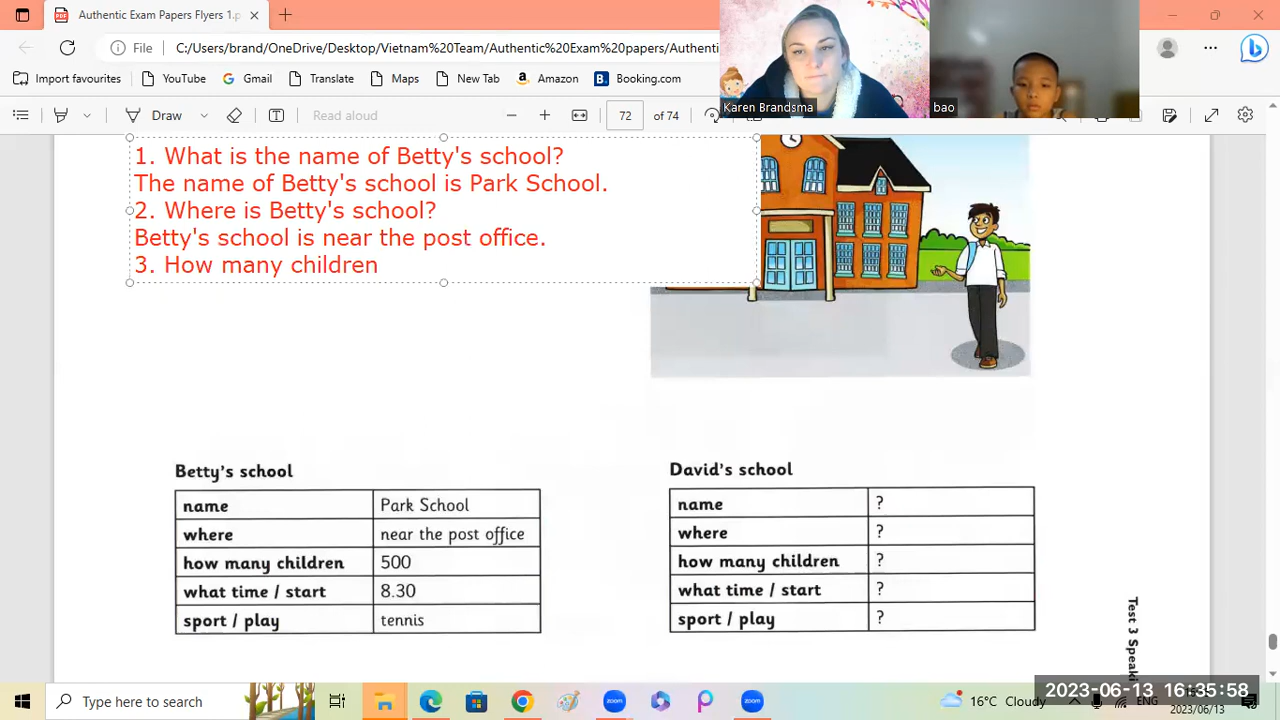 Authentic Exam Papers Flyers 1.p
File
C:/Users/brand/OneDrive/Desktop/Vietnam%20Team/Authentic%20Exam%20papers/Authenti
Import favourites
YouTube
Gmail
Translate
Maps
New Tab
Amazon
B.
Booking.com
Karen Brandsma
bao
Draw
Read aloud
72
of 74
1. What is the name of Betty's school?
The name of Betty's school is Park School.
2. Where is Betty's school?
Betty's school is near the post office.
3. How many children
Betty's school
name Park School
where near the post office
how many children 500
what time / start 8.30
sport / play tennis
David's school
name ?
where ?
how many children ?
what time / start ?
sport / play ?
Test 3 Speaki
Type here to search
zoom
zoom
16°C Cloudy
2023-06-13 16:35:58
2023/06/13